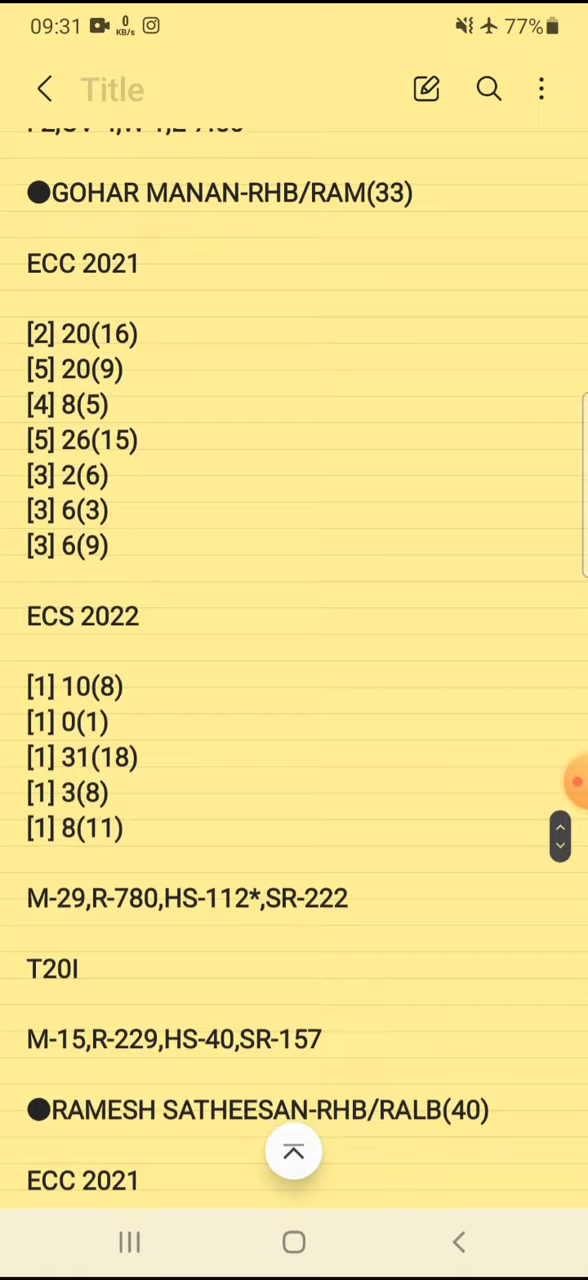 09:31 0 KB/s 77%
Title
●GOHAR MANAN-RHB/RAM(33)
ECC 2021
[2] 20(16)
[5] 20(9)
[4] 8(5)
[5] 26(15)
[3] 2(6)
[3] 6(3)
[3] 6(9)
ECS 2022
[1] 10(8)
[1] 0(1)
[1] 31(18)
[1] 3(8)
[1] 8(11)
M-29,R-780,HS-112*,SR-222
T20I
M-15,R-229,HS-40,SR-157
●RAMESH SATHEESAN-RHB/RALB(40)
ECC 2021